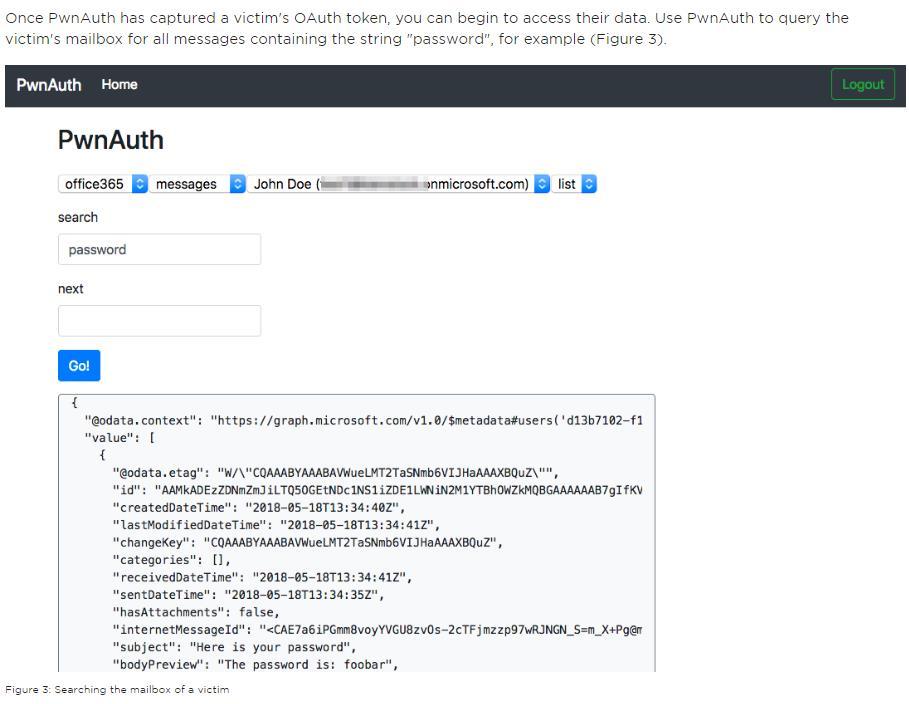 Once PwnAuth has captured a victim's OAuth token, you can begin to access their data. Use PwnAuth to query the
victim's mailbox for all messages containing the string "password", for example (Figure 3).
PwnAuth Home Logout
PwnAuth
office365 messages John Doe ( onmicrosoft.com) list
search
password
next
Go!
{
"@odata.context": "https://graph.microsoft.com/v1.0/$metadata#users('d13b7102-f1
"value": [
{
"@odata.etag": "W/\"CQAAABYAAABAVWueLMT2TaSNmb6VIJHaAAAXBQuZ\"",
"id": "AAMkADEzZDNmZmJiLTQ5OGEtNDc1NS1iZDE1LWNiN2M1YTBhOWZkMQBGAAAAAAB7gIfKV
"createdDateTime": "2018-05-18T13:34:40Z",
"lastModifiedDateTime": "2018-05-18T13:34:41Z",
"changeKey": "CQAAABYAAABAVWueLMT2TaSNmb6VIJHaAAAXBQuZ",
"categories": [],
"receivedDateTime": "2018-05-18T13:34:41Z",
"sentDateTime": "2018-05-18T13:34:35Z",
"hasAttachments": false,
"internetMessageId": "<CAE7a6iPGmm8voyYVGU8zvOs-2cTFjmzzp97wRJNGN_S=m_X+Pg@m
"subject": "Here is your password",
"bodyPreview": "The password is: foobar",
Figure 3: Searching the mailbox of a victim